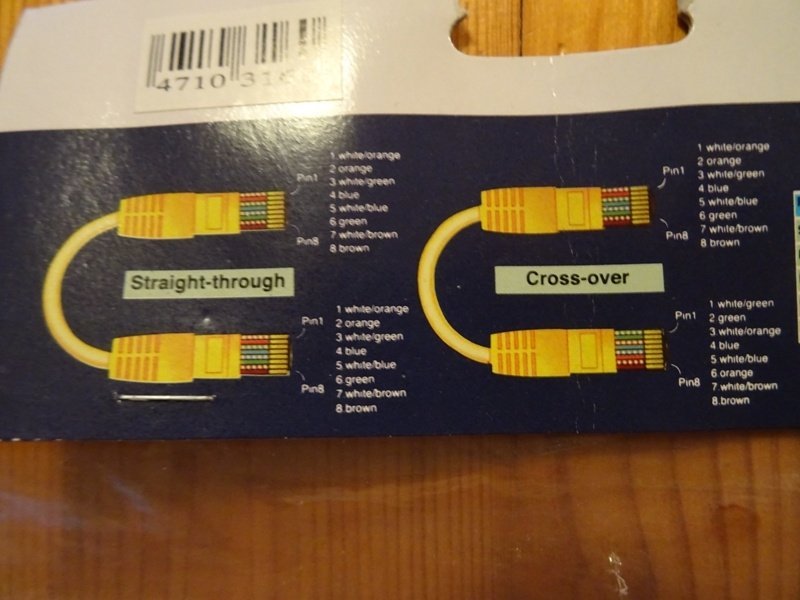 4710 31
Pin1
1 white/orange
2 orange
3 white/green
4 blue
5 white/blue
6 green
7 white/brown
8.brown
Pin8
Straight-through
Pin1
1 white/orange
2 orange
3 white/green
4 blue
5 white/blue
6.green
7.white/brown
8.brown
Pin8
Pin1
1 white/orange
2 orange
3 white/green
4 blue
5 white/blue
6 green
7 white/brown
8.brown
Pin8
Cross-over
Pin1
1 white/green
2 green
3 white/orange
4 blue
5 white/blue
6 orange
7 white/brown
8.brown
Pin8